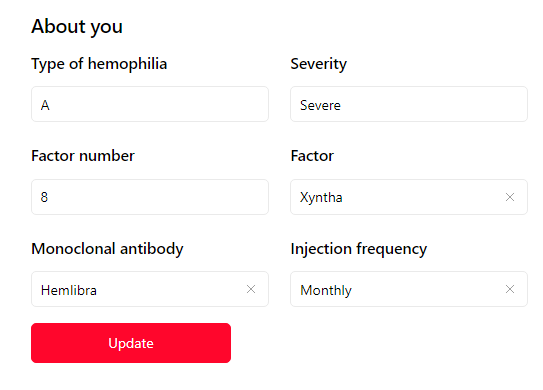 About you
Type of hemophilia
Severity
A
Severe
Factor number
Factor
8
Xyntha
Monoclonal antibody
Injection frequency
Hemlibra
Monthly
Update